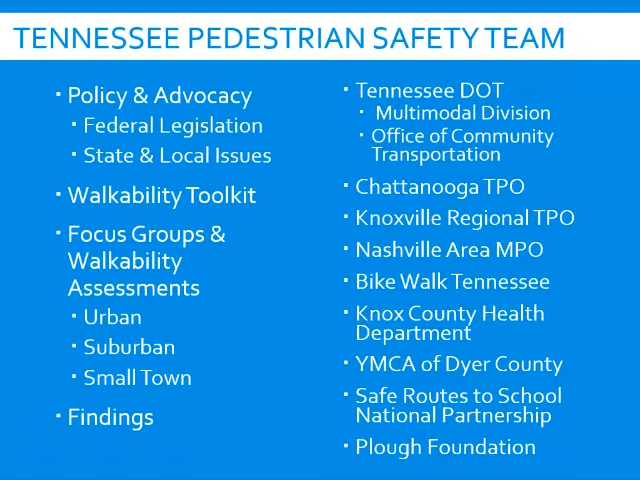 TENNESSEE PEDESTRIAN SAFETY TEAM
· Policy & Advocacy
· Federal Legislation
· State & Local Issues
· Walkability Toolkit
· Focus Groups &
Walkability
Assessments
· Urban
· Suburban
· Small Town
· Findings
· Tennessee DOT
· Multimodal Division
· Office of Community
Transportation
· Chattanooga TPO
· Knoxville Regional TPO
· Nashville Area MPO
· Bike Walk Tennessee
· Knox County Health
Department
· YMCA of Dyer County
· Safe Routes to School
National Partnership
· Plough Foundation